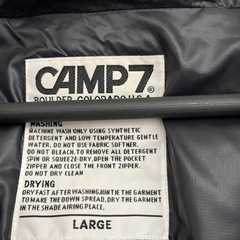 CAMP7®
BOULDER, COLORADO U.S.A.
WASHING
MACHINE WASH ONLY USING SYNTHETIC
DETERGENT AND LOW TEMPERATURE GENTLE
WATER. DO NOT USE FABRIC SOFNER.
DO NOT BLEACH. TO REMOVE ALL DETERGENT
SPIN OR SQUEEZE-DRY. OPEN THE POCKET
ZIPPER AND CLOSE THE FRONT ZIPPER.
DO NOT DRY CLEAN
DRYING
DRY FAST AFTER WASHING, RUN TIE THE GARMENT
TO MAKE THE DOWN SPREAD, DRY THE GARMENT
IN THE SHADE AIRING PLACE.
LARGE